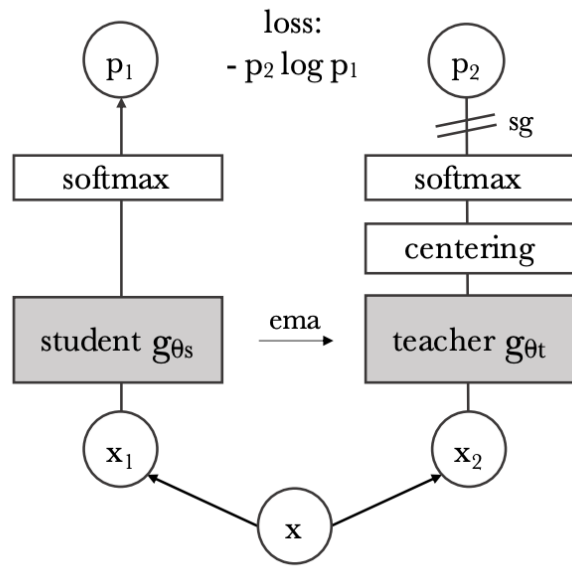 loss:
- p₂ log p₁
p₁
p₂
sg
softmax
softmax
centering
student gθs
ema
teacher gθt
x₁
x₂
x